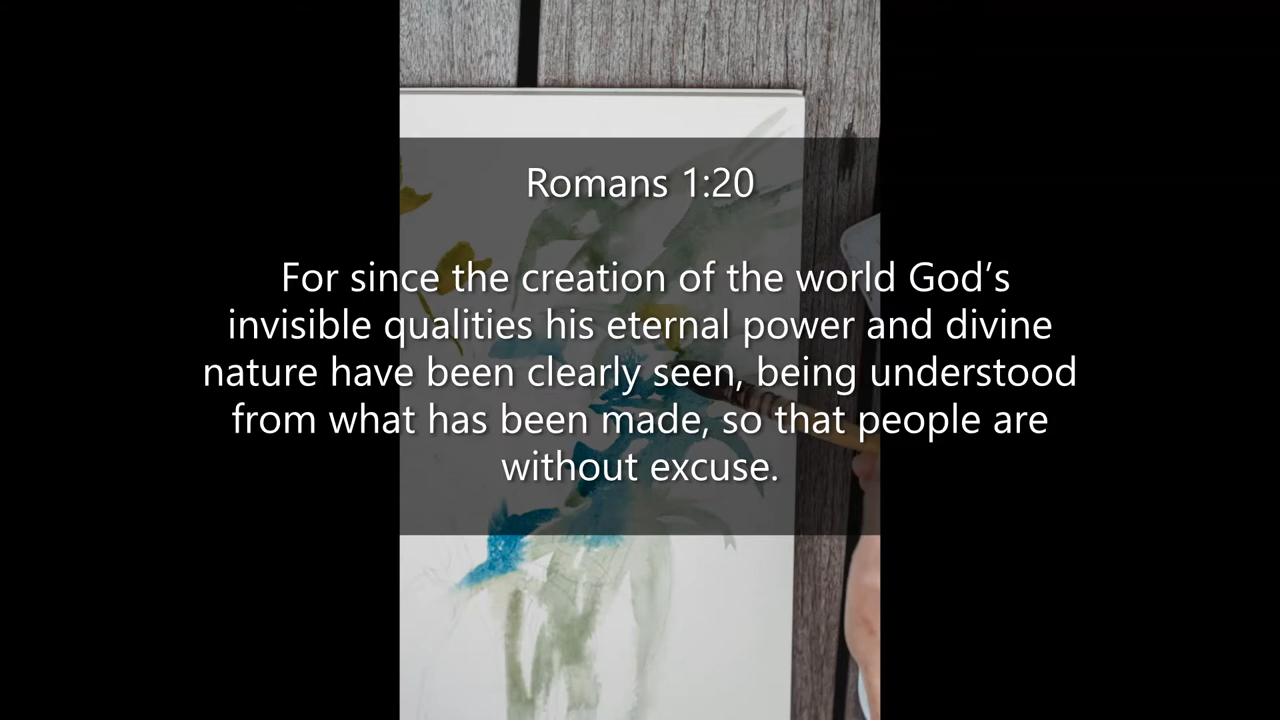 Romans 1:20
For since the creation of the world God’s
invisible qualities his eternal power and divine
nature have been clearly seen, being understood
from what has been made, so that people are
without excuse.